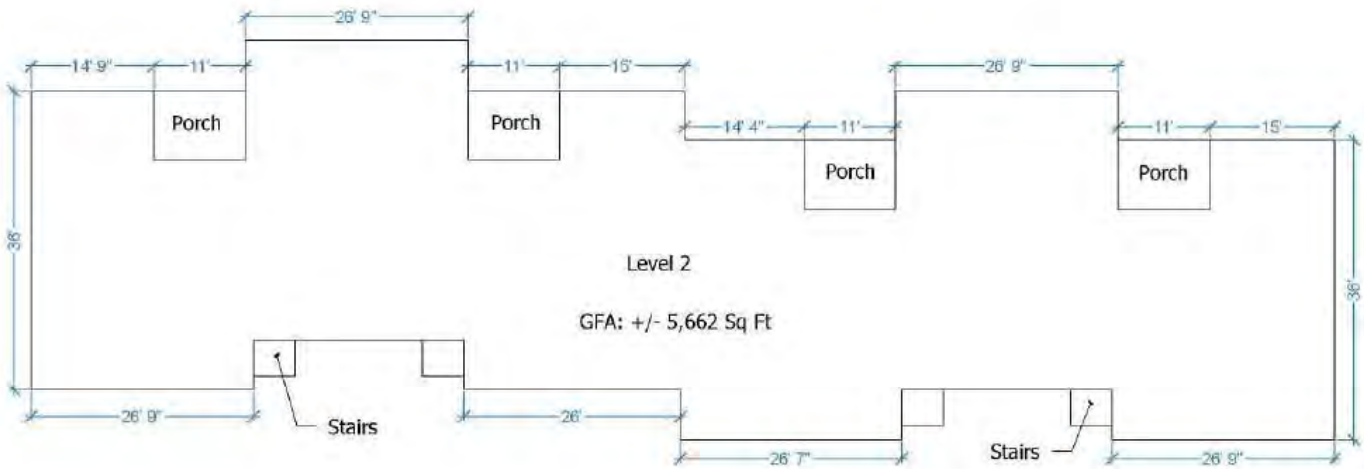 26' 9"
14' 9"
11'
11'
15'
26' 9"
14' 4"
11'
11'
15'
Porch
Porch
Porch
Porch
36'
36'
Level 2
GFA: +/- 5,662 Sq Ft
26' 9"
Stairs
26'
26' 7"
Stairs
26' 9"